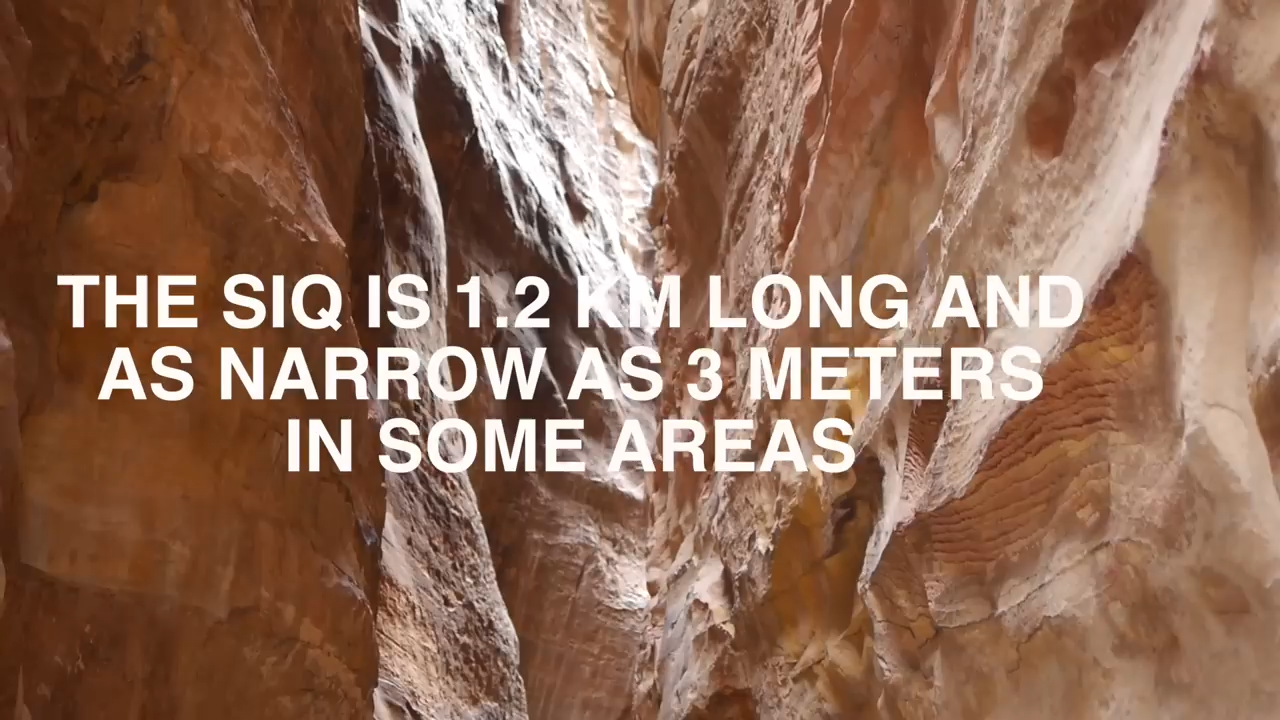 THE SIQ IS 1.2 KM LONG AND
AS NARROW AS 3 METERS
IN SOME AREAS